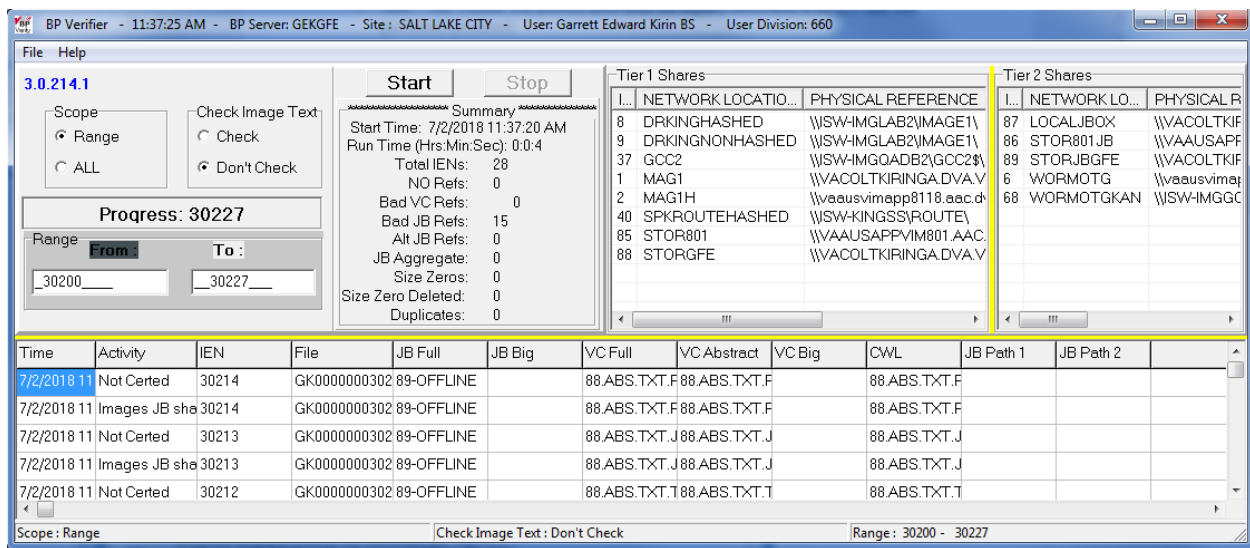 BP Verifier - 11:37:25 AM - BP Server: GEKGFE - Site : SALT LAKE CITY - User: Garrett Edward Kirin BS - User Division: 660
File Help
3.0.214.1
Scope
Range
ALL
Check Image Text
Check
Don't Check
Progress: 30227
Range
From : To :
_30200____ __30227___
Start Stop
******************** Summary ********************
Start Time: 7/2/2018 11:37:20 AM
Run Time (Hrs:Min:Sec): 0:0:4
Total IENs: 28
NO Refs: 0
Bad VC Refs: 0
Bad JB Refs: 15
Alt JB Refs: 0
JB Aggregate: 0
Size Zeros: 0
Size Zero Deleted: 0
Duplicates: 0
Tier 1 Shares
I... NETWORK LOCATIO... PHYSICAL REFERENCE
8 DRKINGHASHED \\ISW-IMGLAB2\IMAGE1\
9 DRKINGNONHASHED \\ISW-IMGLAB2\IMAGE1\
37 GCC2 \\ISW-IMGQADB2\GCC2$\
1 MAG1 \\VACOLTKIRINGA.DVA.V
2 MAG1H \\vaausvimapp8118.aac.dv
40 SPKROUTEHASHED \\ISW-KINGSS\ROUTE\
85 STOR801 \\VAAUSAPPVIM801.AAC.
88 STORGFE \\VACOLTKIRINGA.DVA.V
Tier 2 Shares
I... NETWORK LO... PHYSICAL R
87 LOCALJBOX \\VACOLTKIF
86 STOR801JB \\VAAUSAPF
89 STORJBGFE \\VACOLTKIF
6 WORMOTG \\vaausvimap
68 WORMOTGKAN \\ISW-IMGGC
Time Activity IEN File JB Full JB Big VC Full VC Abstract VC Big CWL JB Path 1 JB Path 2
7/2/2018 11 Not Certed 30214 GK0000000302 89-OFFLINE 88.ABS.TXT.F 88.ABS.TXT.F 88.ABS.TXT.F
7/2/2018 11 Images JB sha 30214 GK0000000302 89-OFFLINE 88.ABS.TXT.F 88.ABS.TXT.F 88.ABS.TXT.F
7/2/2018 11 Not Certed 30213 GK0000000302 89-OFFLINE 88.ABS.TXT.J 88.ABS.TXT.J 88.ABS.TXT.J
7/2/2018 11 Images JB sha 30213 GK0000000302 89-OFFLINE 88.ABS.TXT.J 88.ABS.TXT.J 88.ABS.TXT.J
7/2/2018 11 Not Certed 30212 GK0000000302 89-OFFLINE 88.ABS.TXT.T 88.ABS.TXT.T 88.ABS.TXT.T
Scope : Range Check Image Text : Don't Check Range : 30200 - 30227